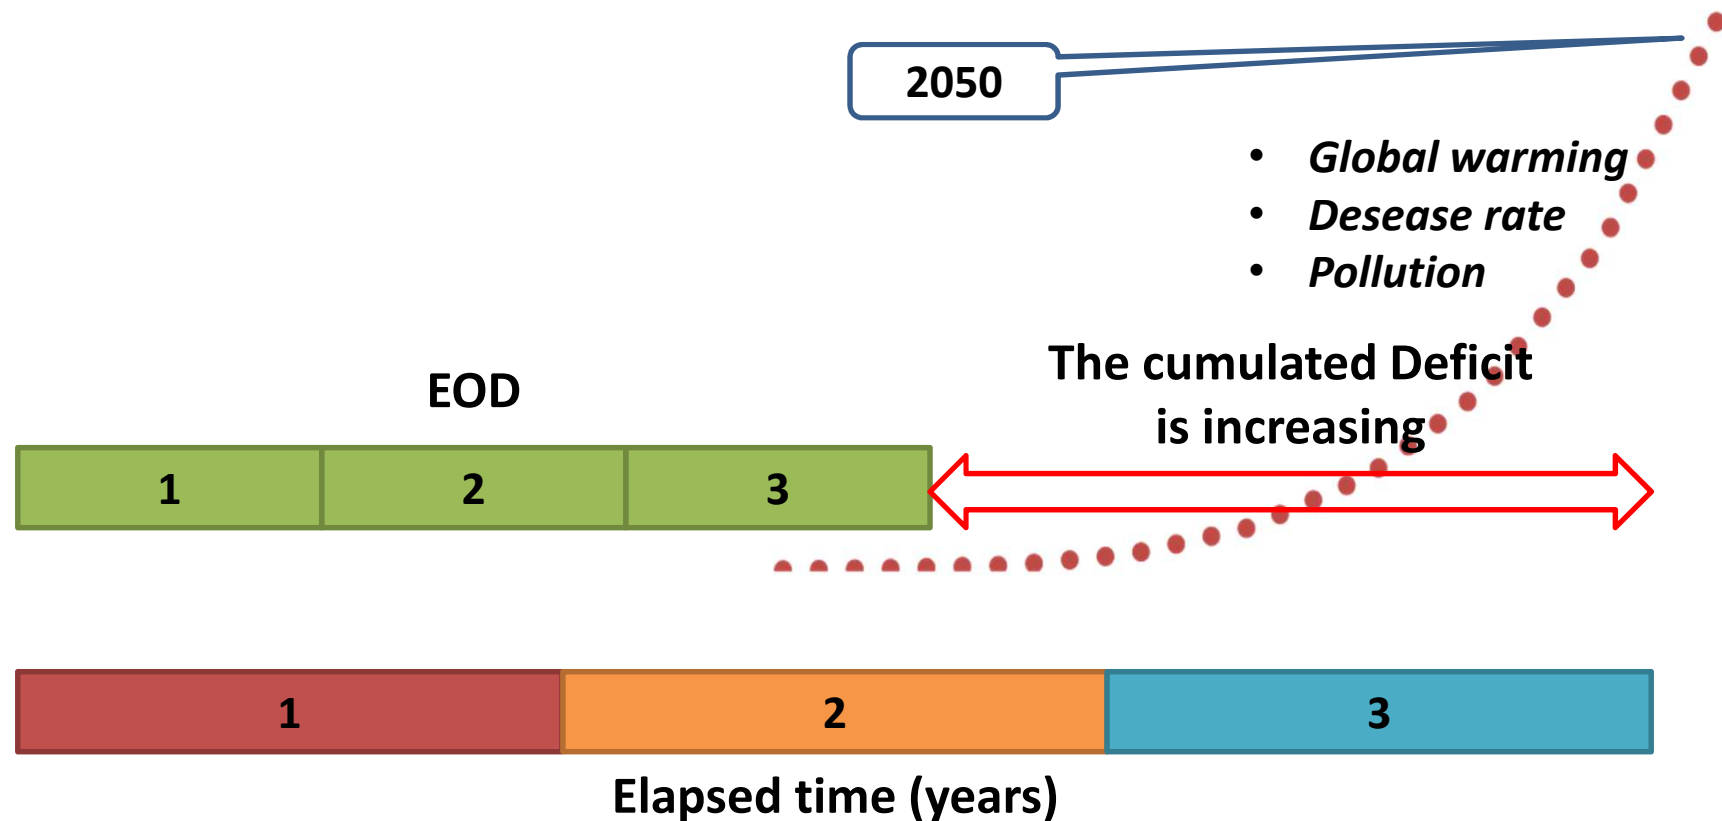 2050
• Global warming
• Desease rate
• Pollution
The cumulated Deficit
is increasing
EOD
1 2 3
1 2 3
Elapsed time (years)